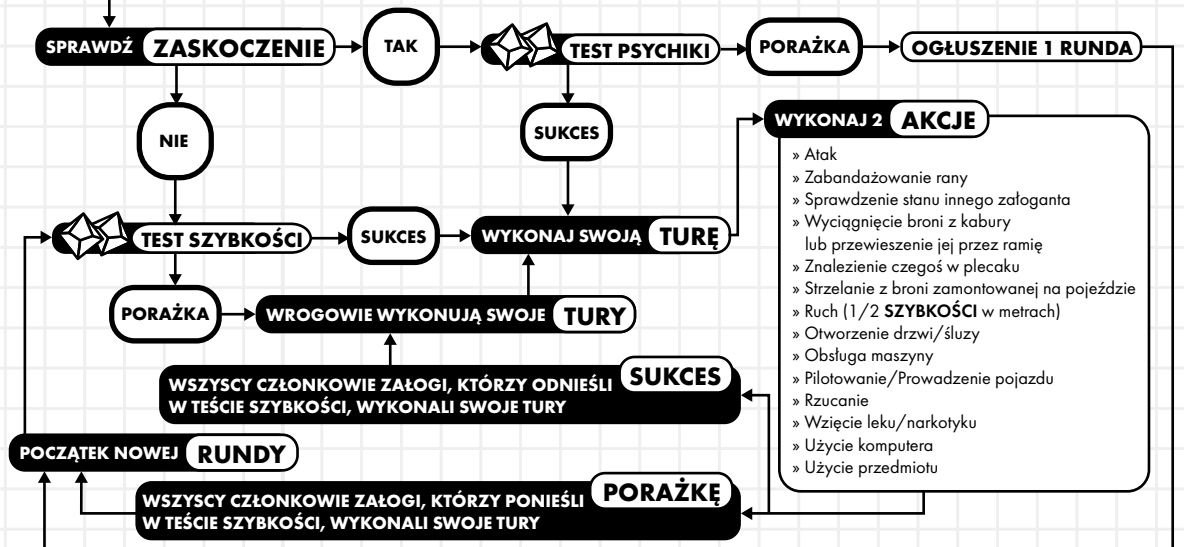 SPRAWDŹ ZASKOCZENIE
TAK
TEST PSYCHIKI
PORAŻKA
OGŁUSZENIE 1 RUNDA
NIE
SUKCES
WYKONAJ 2 AKCJE
» Atak
» Zabandażowanie rany
» Sprawdzenie stanu innego załoganta
» Wyciągnięcie broni z kabury
lub przewieszenie jej przez ramię
» Znalezienie czegoś w plecaku
» Strzelanie z broni zamontowanej na pojeździe
» Ruch (1/2 SZYBKOŚCI w metrach)
» Otworzenie drzwi/śluzy
» Obsługa maszyny
» Pilotowanie/Prowadzenie pojazdu
» Rzucanie
» Wzięcie leku/narkotyku
» Użycie komputera
» Użycie przedmiotu
TEST SZYBKOŚCI
SUKCES
WYKONAJ SWOJĄ TURĘ
PORAŻKA
WROGOWIE WYKONUJĄ SWOJE TURY
WSZYSCY CZŁONKOWIE ZAŁOGI, KTÓRZY ODNIEŚLI SUKCES
W TEŚCIE SZYBKOŚCI, WYKONALI SWOJE TURY
POCZĄTEK NOWEJ RUNDY
WSZYSCY CZŁONKOWIE ZAŁOGI, KTÓRZY PONIEŚLI PORAŻKĘ
W TEŚCIE SZYBKOŚCI, WYKONALI SWOJE TURY